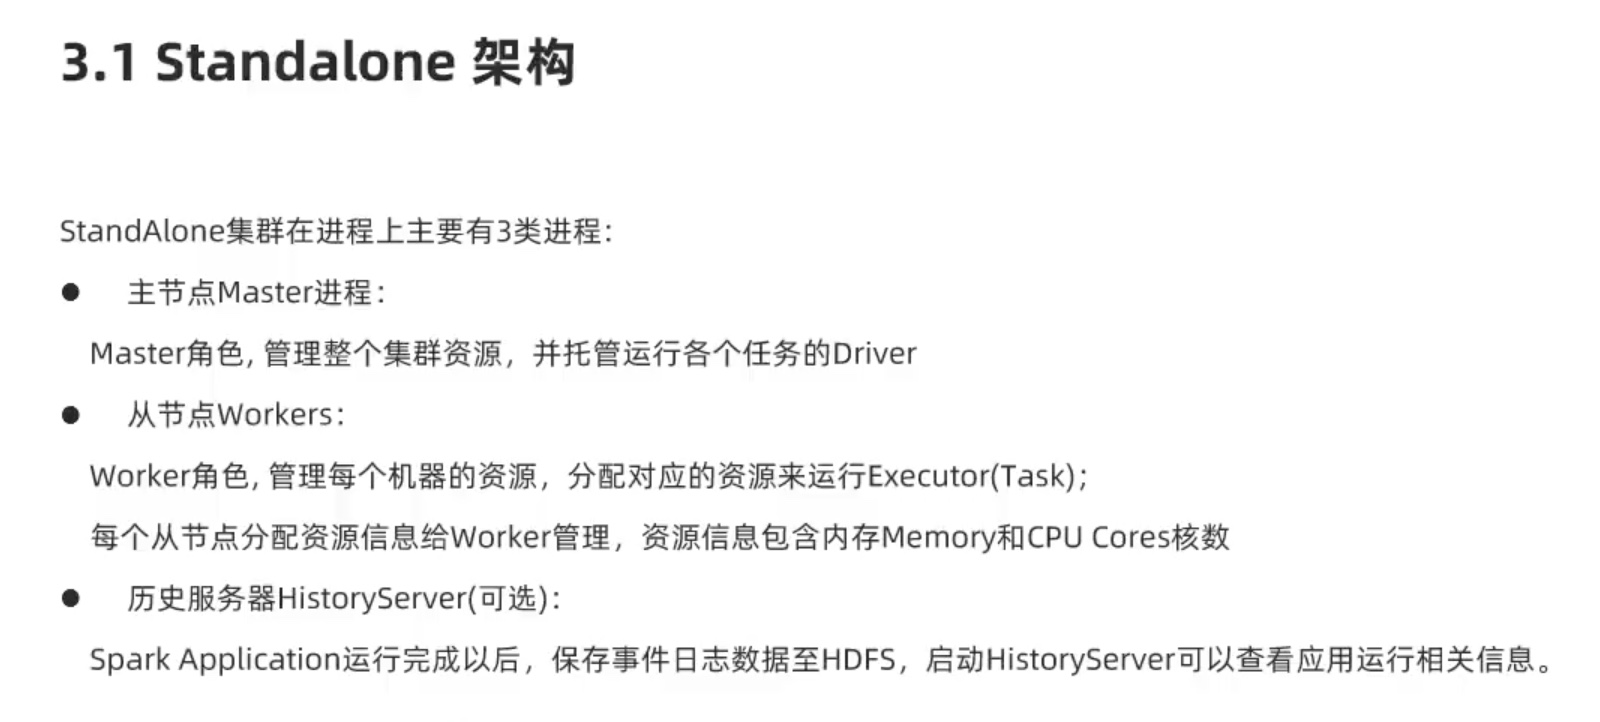 3.1 Standalone 架构
StandAlone集群在进程上主要有3类进程：
● 主节点Master进程：
Master角色, 管理整个集群资源，并托管运行各个任务的Driver
● 从节点Workers：
Worker角色, 管理每个机器的资源，分配对应的资源来运行Executor(Task)；
每个从节点分配资源信息给Worker管理，资源信息包含内存Memory和CPU Cores核数
● 历史服务器HistoryServer(可选)：
Spark Application运行完成以后，保存事件日志数据至HDFS，启动HistoryServer可以查看应用运行相关信息。